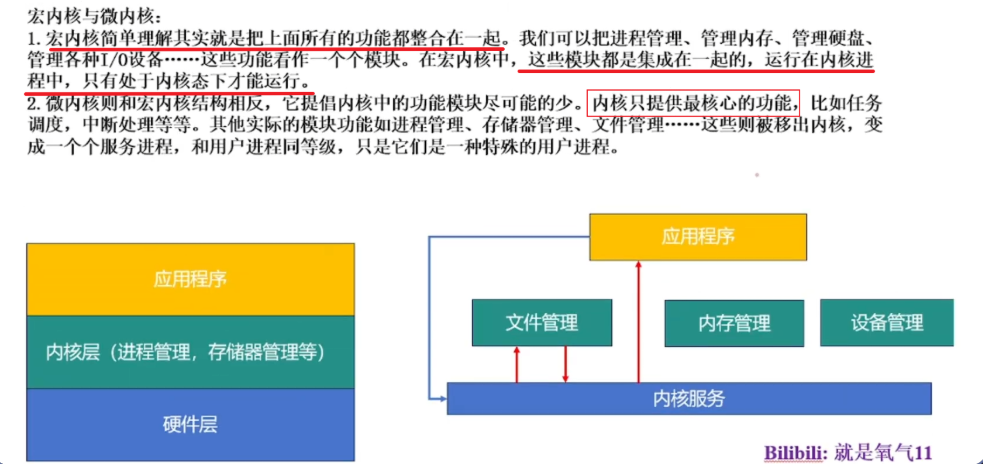 宏内核与微内核：
1. 宏内核简单理解其实就是把上面所有的功能都整合在一起。我们可以把进程管理、管理内存、管理硬盘、
管理各种I/O设备……这些功能看作一个个模块。在宏内核中，这些模块都是集成在一起的，运行在内核进
程中，只有处于内核态下才能运行。
2. 微内核则和宏内核结构相反，它提倡内核中的功能模块尽可能的少。内核只提供最核心的功能，比如任务
调度，中断处理等等。其他实际的模块功能如进程管理、存储器管理、文件管理……这些则被移出内核，变
成一个个服务进程，和用户进程同等级，只是它们是一种特殊的用户进程。
应用程序
内核层（进程管理，存储器管理等）
硬件层
应用程序
文件管理
内存管理
设备管理
内核服务
Bilibili: 就是氧气11